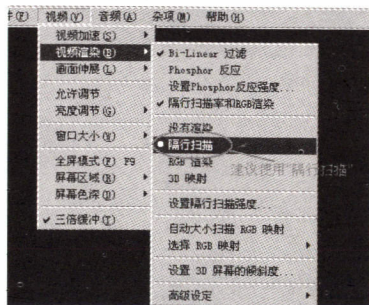 件(F) 视频(V) 音频(A) 杂项(M) 帮助(H)
视频加速(S)
视频渲染(B)
画面伸展(L)
允许调节
亮度调节(G)
窗口大小(W)
全屏模式(F) F9
屏幕区域(R)
屏幕色深(D)
✓ 三倍缓冲(T)
✓ Bi-Linear 过滤
Phosphor 反应
设置Phosphor反应强度...
✓ 隔行扫描率和RGB渲染
没有渲染
隔行扫描
RGB 渲染
3D 映射
设置隔行扫描强度...
自动大小扫描 RGB 映射
选择 RGB 映射
设置 3D 屏幕的倾斜度...
高级设定
建议使用"隔行扫描"